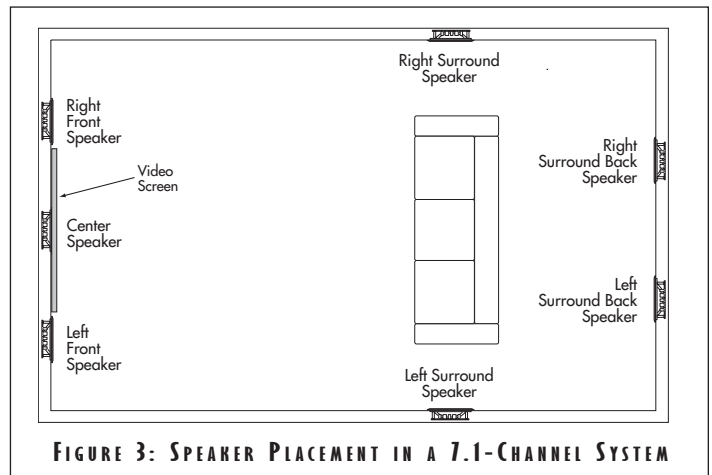 Right Surround
Speaker
Right
Front
Speaker
Video
Screen
Center
Speaker
Left
Front
Speaker
Right
Surround Back
Speaker
Left
Surround Back
Speaker
Left Surround
Speaker
FIGURE 3: SPEAKER PLACEMENT IN A 7.1-CHANNEL SYSTEM